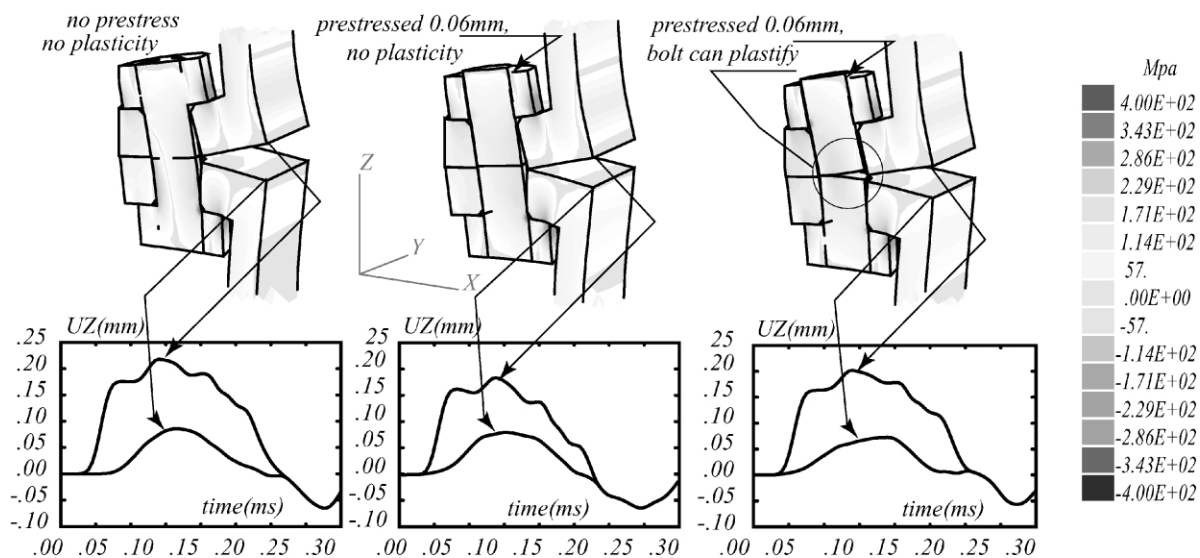 no prestress
no plasticity
prestressed 0.06mm,
no plasticity
prestressed 0.06mm,
bolt can plastify
Z
Y
X
Mpa
4.00E+02
3.43E+02
2.86E+02
2.29E+02
1.71E+02
1.14E+02
57.
.00E+00
-57.
-1.14E+02
-1.71E+02
-2.29E+02
-2.86E+02
-3.43E+02
-4.00E+02
UZ(mm)
.25
.20
.15
.10
.05
.00
-.05
-.10
time(ms)
.00 .05 .10 .15 .20 .30
UZ(mm)
25
.20
.15
.10
.05
.00
-.05
-.10
time(ms)
.00 .05 .10 .15 .20 .30
UZ(mm)
25
.20
.15
.10
.05
.00
-.05
-.10
time(ms)
.00 .05 .10 .15 .20 .30